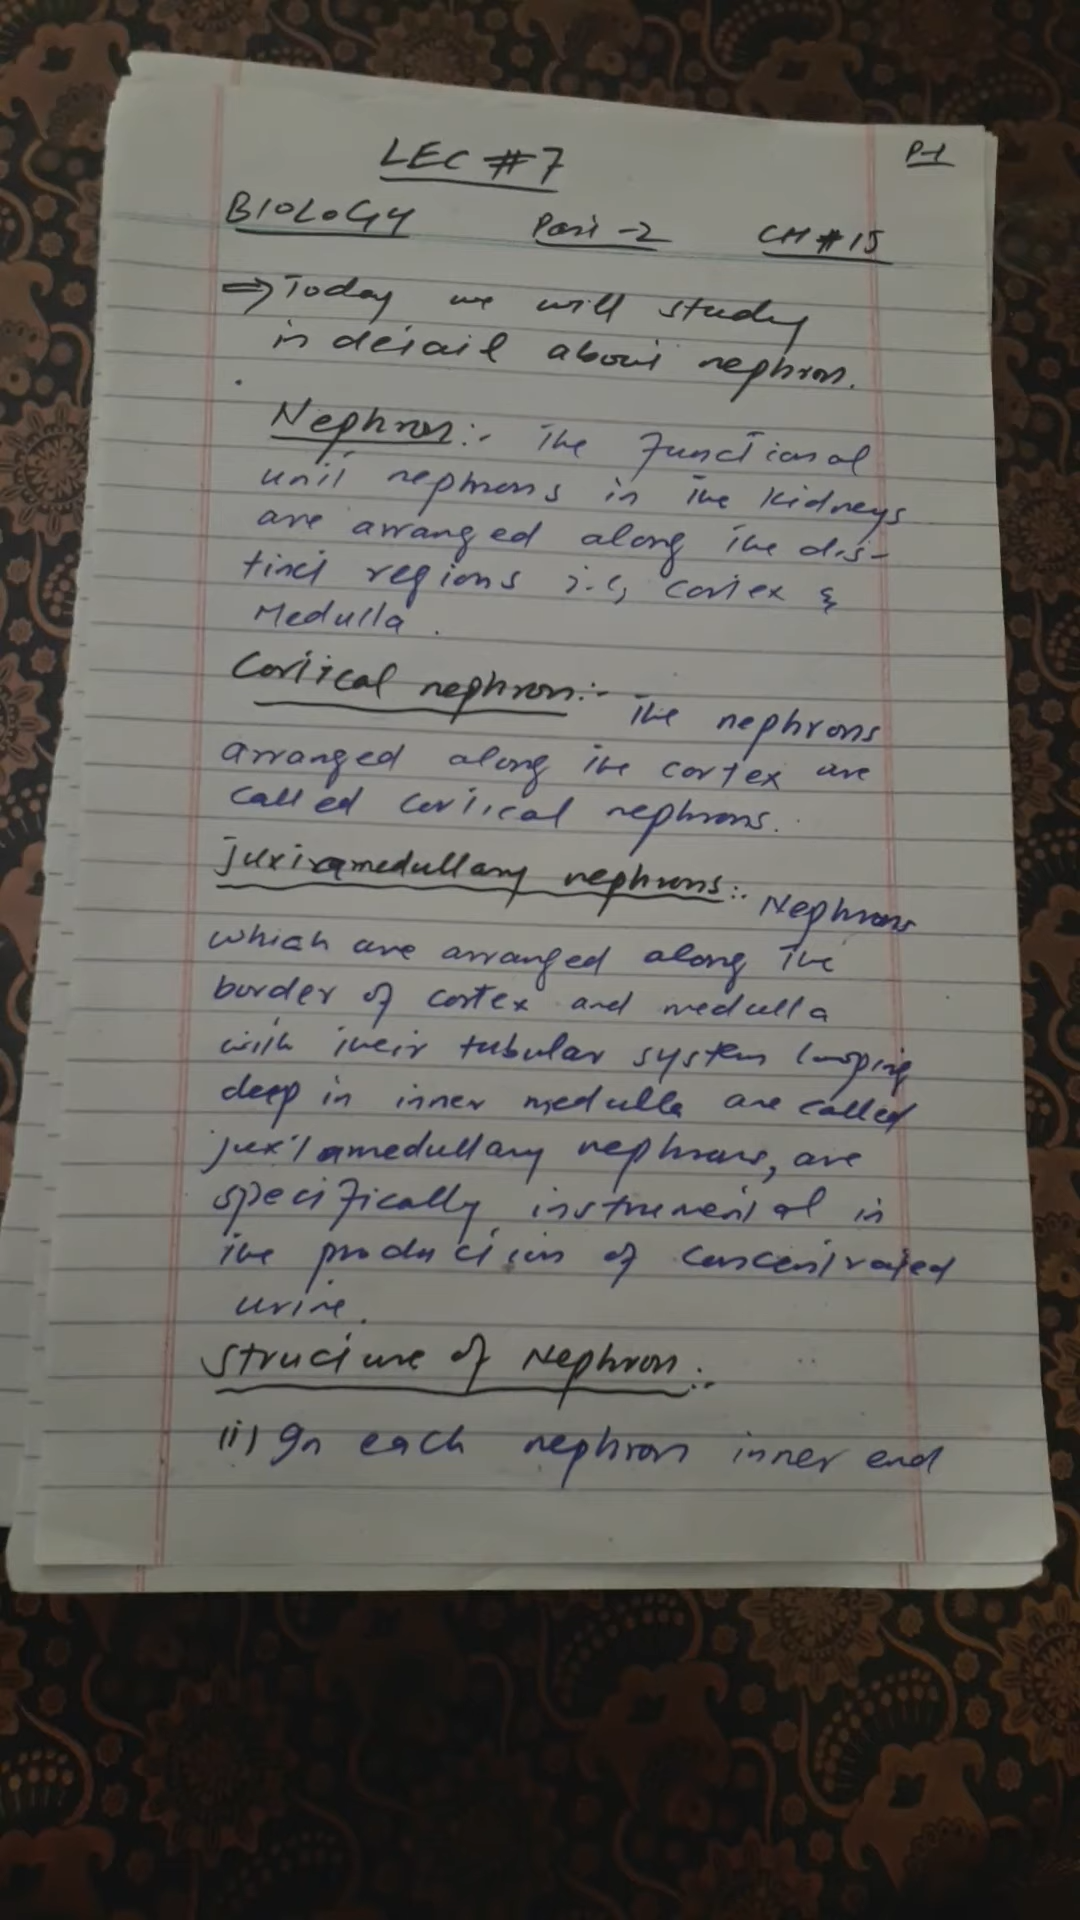 P-1
LEC #7
BIOLOGY Part -2 CH #15
⇒ Today we will study
in detail about nephron.
Nephron:- The functional
unit nephrons in the kidneys
are arranged along the dis-
tinct regions i.e, cortex &
Medulla.
Cortical nephron:- The nephrons
arranged along the cortex are
called cortical nephrons.
juxtamedullary nephrons:- Nephrons
which are arranged along the
border of cortex and medulla
with their tubular system looping
deep in inner medulla are called
juxtamedullary nephrons, are
specifically instrumental in
the production of concentrated
urine.
Structure of Nephron:-
(i) In each nephron inner end